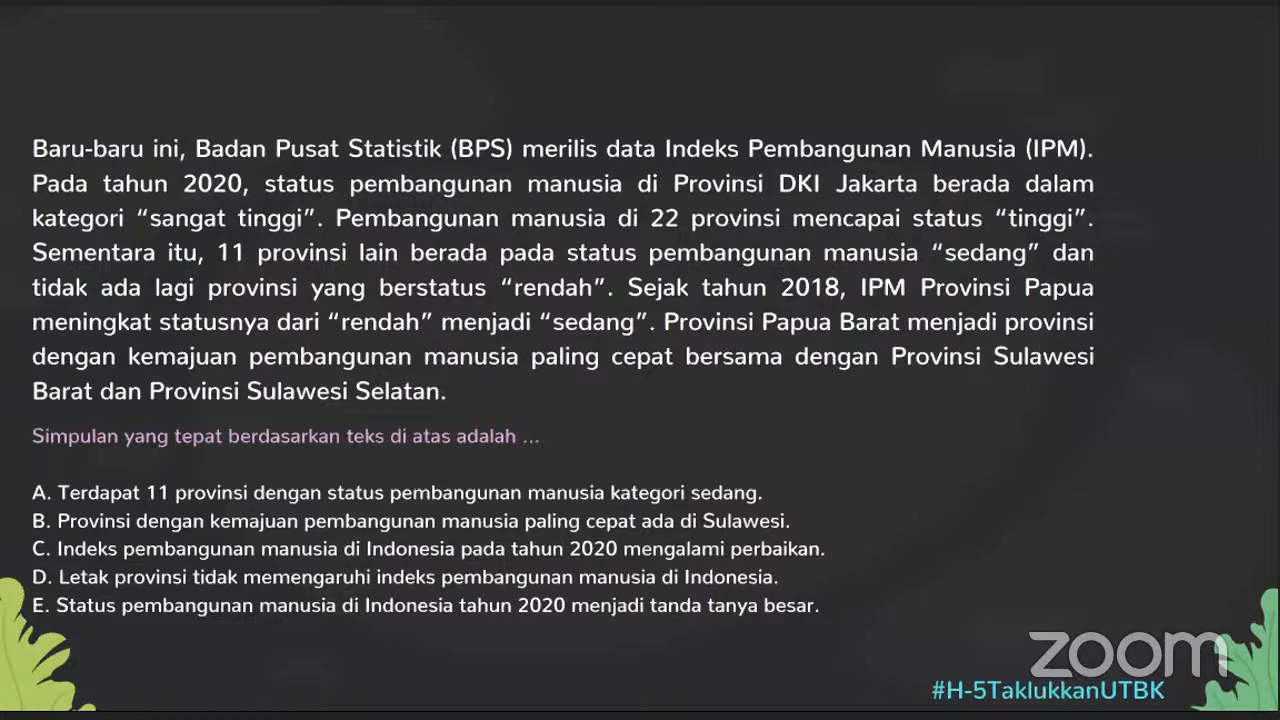 Baru-baru ini, Badan Pusat Statistik (BPS) merilis data Indeks Pembangunan Manusia (IPM).
Pada tahun 2020, status pembangunan manusia di Provinsi DKI Jakarta berada dalam
kategori “sangat tinggi”. Pembangunan manusia di 22 provinsi mencapai status “tinggi”.
Sementara itu, 11 provinsi lain berada pada status pembangunan manusia “sedang” dan
tidak ada lagi provinsi yang berstatus “rendah”. Sejak tahun 2018, IPM Provinsi Papua
meningkat statusnya dari “rendah” menjadi “sedang”. Provinsi Papua Barat menjadi provinsi
dengan kemajuan pembangunan manusia paling cepat bersama dengan Provinsi Sulawesi
Barat dan Provinsi Sulawesi Selatan.
Simpulan yang tepat berdasarkan teks di atas adalah ...
A. Terdapat 11 provinsi dengan status pembangunan manusia kategori sedang.
B. Provinsi dengan kemajuan pembangunan manusia paling cepat ada di Sulawesi.
C. Indeks pembangunan manusia di Indonesia pada tahun 2020 mengalami perbaikan.
D. Letak provinsi tidak memengaruhi indeks pembangunan manusia di Indonesia.
E. Status pembangunan manusia di Indonesia tahun 2020 menjadi tanda tanya besar.
zoom
#H-5TaklukkanUTBK